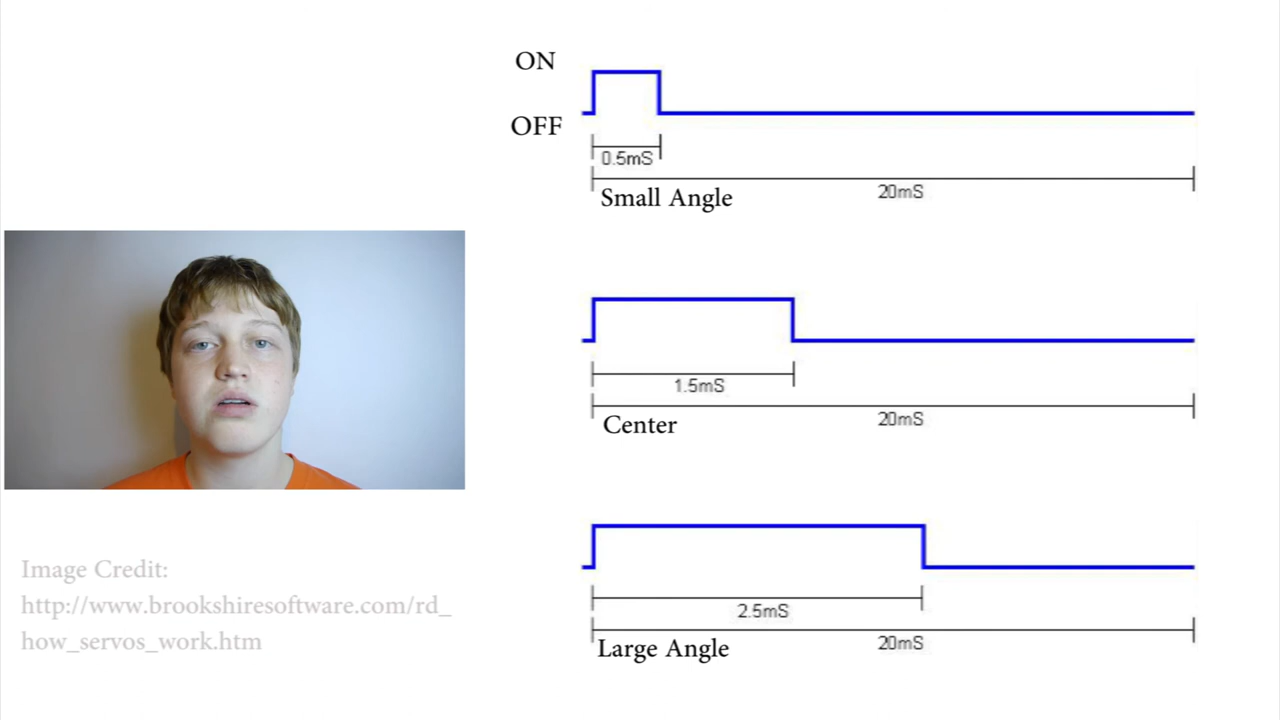 ON
OFF
0.5mS
20mS
Small Angle
1.5mS
20mS
Center
2.5mS
20mS
Large Angle
Image Credit:
http://www.brookshiresoftware.com/rd_
how_servos_work.htm